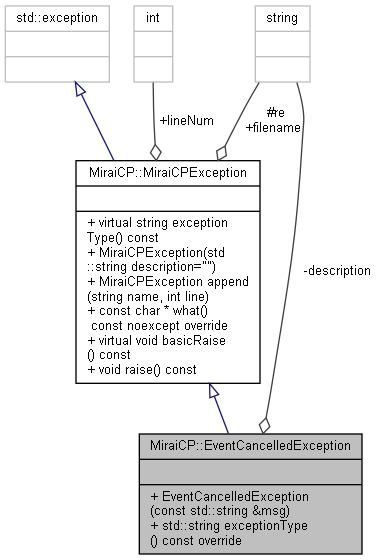 std::exception
int
string
+lineNum
#re
+filename
MiraiCP::MiraiCPException
+ virtual string exception
Type() const
+ MiraiCPException(std
::string description="")
+ MiraiCPException append
(string name, int line)
+ const char * what()
const noexcept override
+ virtual void basicRaise
() const
+ void raise() const
-description
MiraiCP::EventCancelledException
+ EventCancelledException
(const std::string &msg)
+ std::string exceptionType
() const override